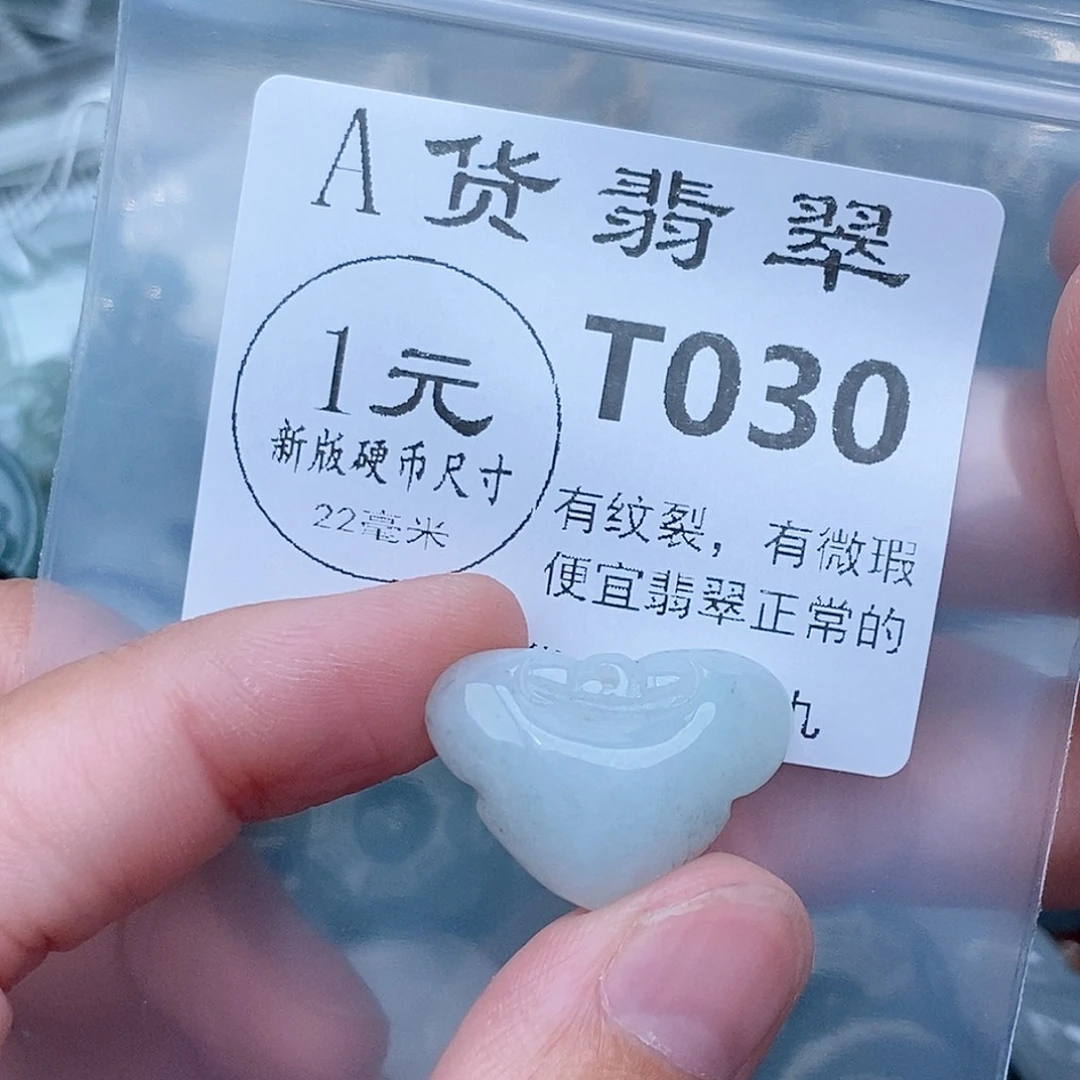 A货翡翠
1元
新版硬币尺寸
22毫米
T030
有纹裂，有微瑕
便宜翡翠正常的
九